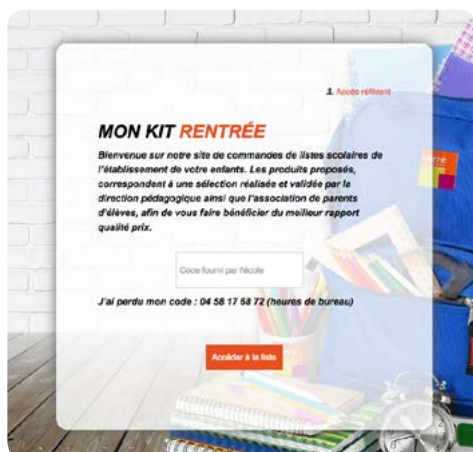 Accès référent
MON KIT RENTRÉE
Bienvenue sur notre site de commandes de listes scolaires de
l'établissement de votre enfants. Les produits proposés,
correspondent à une sélection réalisée et validée par la
direction pédagogique ainsi que l'association de parents
d'élèves, afin de vous faire bénéficier du meilleur rapport
qualité prix.
Code fourni par l'école
J'ai perdu mon code : 04 58 17 68 72 (heures de bureau)
Accéder à la liste